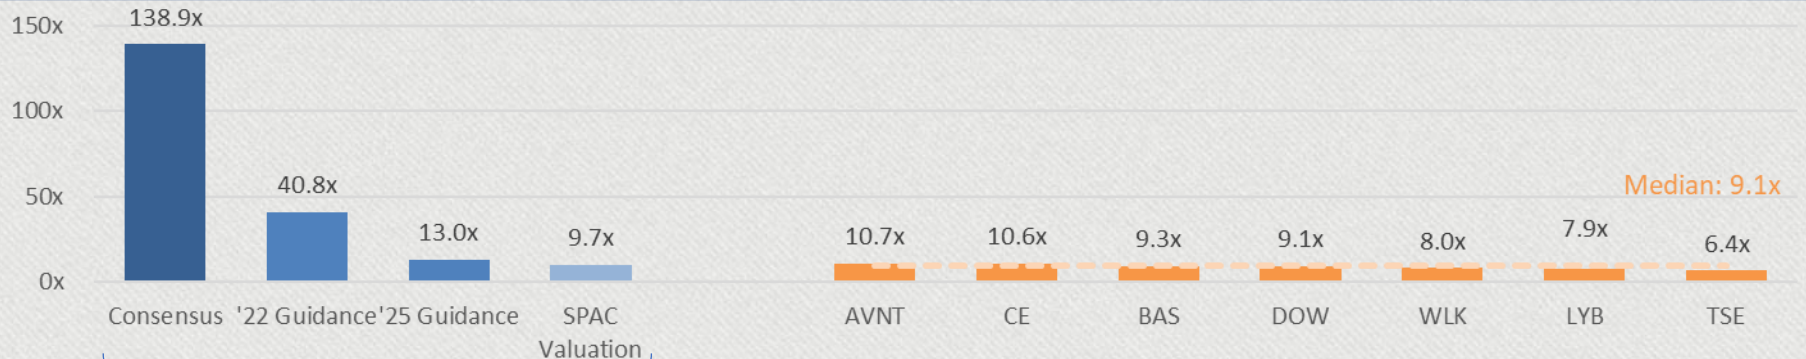 150x
138.9x
100x
50x
0x
40.8x
13.0x
9.7x
10.7x
10.6x
9.3x
9.1x
8.0x
7.9x
6.4x
Median: 9.1x
Consensus
'22 Guidance
'25 Guidance
SPAC
Valuation
AVNT
CE
BAS
DOW
WLK
LYB
TSE